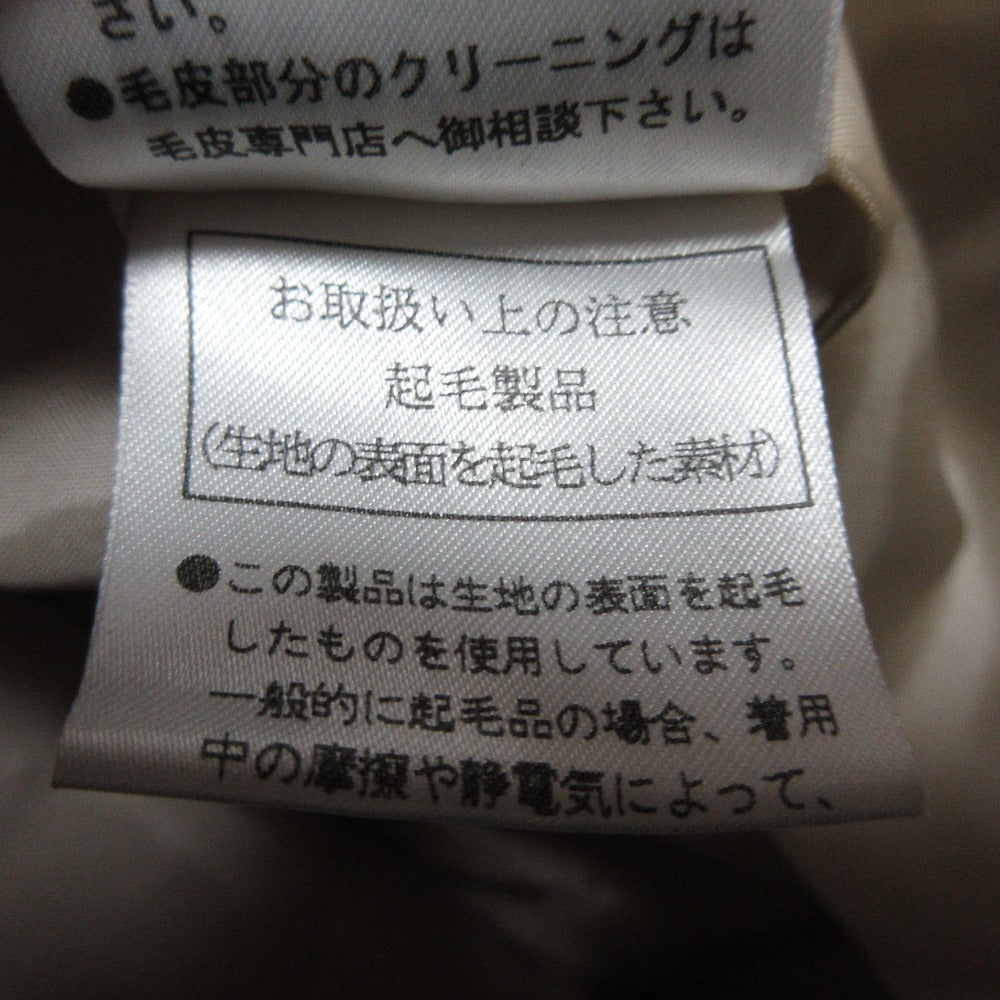 さい。
●毛皮部分のクリーニングは
毛皮専門店へ御相談下さい。
お取扱い上の注意
起毛製品
(生地の表面を起毛した素材)
●この製品は生地の表面を起毛
したものを使用しています。
一般的に起毛品の場合、着用
中の摩擦や静電気によって、